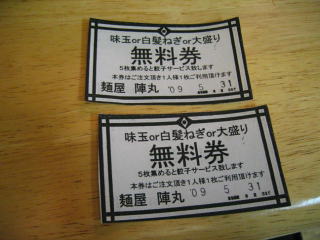 味玉or白髪ねぎor大盛り
無料券
5枚集めると餃子サービス致します
本券はご注文頂き1人様1枚ご利用頂けます
麺屋 陣丸 '09 5 31
味玉or白髪ねぎor大盛り
無料券
5枚集めると餃子サービス致します
本券はご注文頂き1人様1枚ご利用頂けます
麺屋 陣丸 '09 5 31